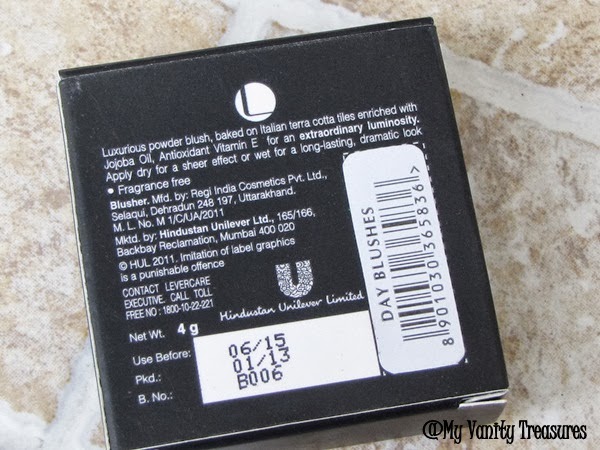 L
Luxurious powder blush, baked on Italian terra cotta tiles enriched with
Jojoba Oil, Antioxidant Vitamin E for an extraordinary luminosity.
Apply dry for a sheer effect or wet for a long-lasting, dramatic look
• Fragrance free
Blusher. Mfd. by: Regi India Cosmetics Pvt. Ltd.,
Selaqui, Dehradun 248 197, Uttarakhand.
M. L. No. M 1/C/UA/2011
Mktd. by: Hindustan Unilever Ltd., 165/166,
Backbay Reclamation, Mumbai 400 020
© HUL 2011. Imitation of label graphics
is a punishable offence
CONTACT LEVERCARE
EXECUTIVE. CALL TOLL
FREE NO : 1800-10-22-221
Hindustan Unilever Limited
Net Wt. 4 g
Use Before: 06/15
Pkd.: 01/13
B. No.: B006
DAY BLUSHES
8 901030 365836
@My Vanity Treasures